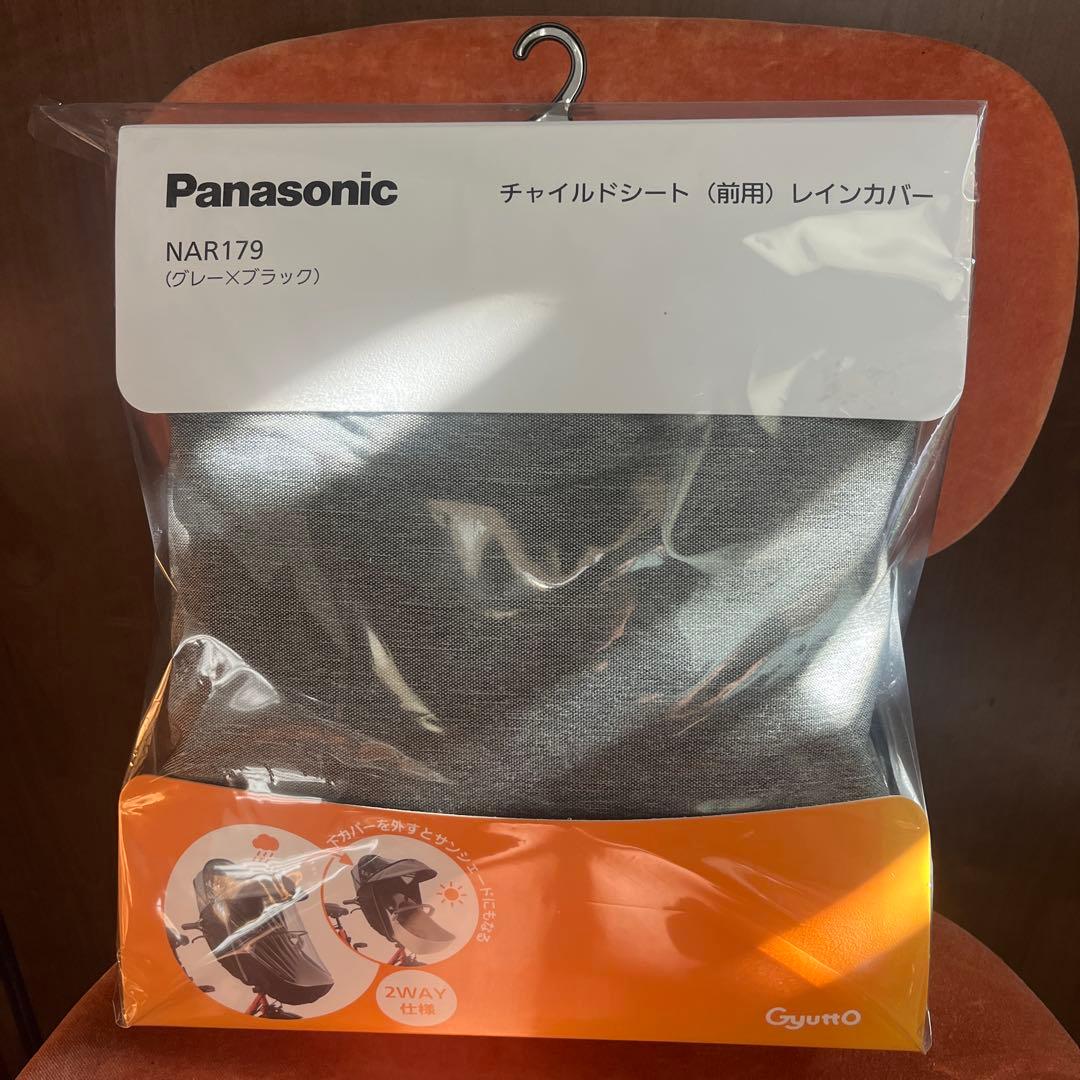 Panasonic
チャイルドシート（前用）レインカバー
NAR179
（グレー×ブラック）
下カバーを外すとサンシェードにもなる
2WAY
仕様
Gyutto